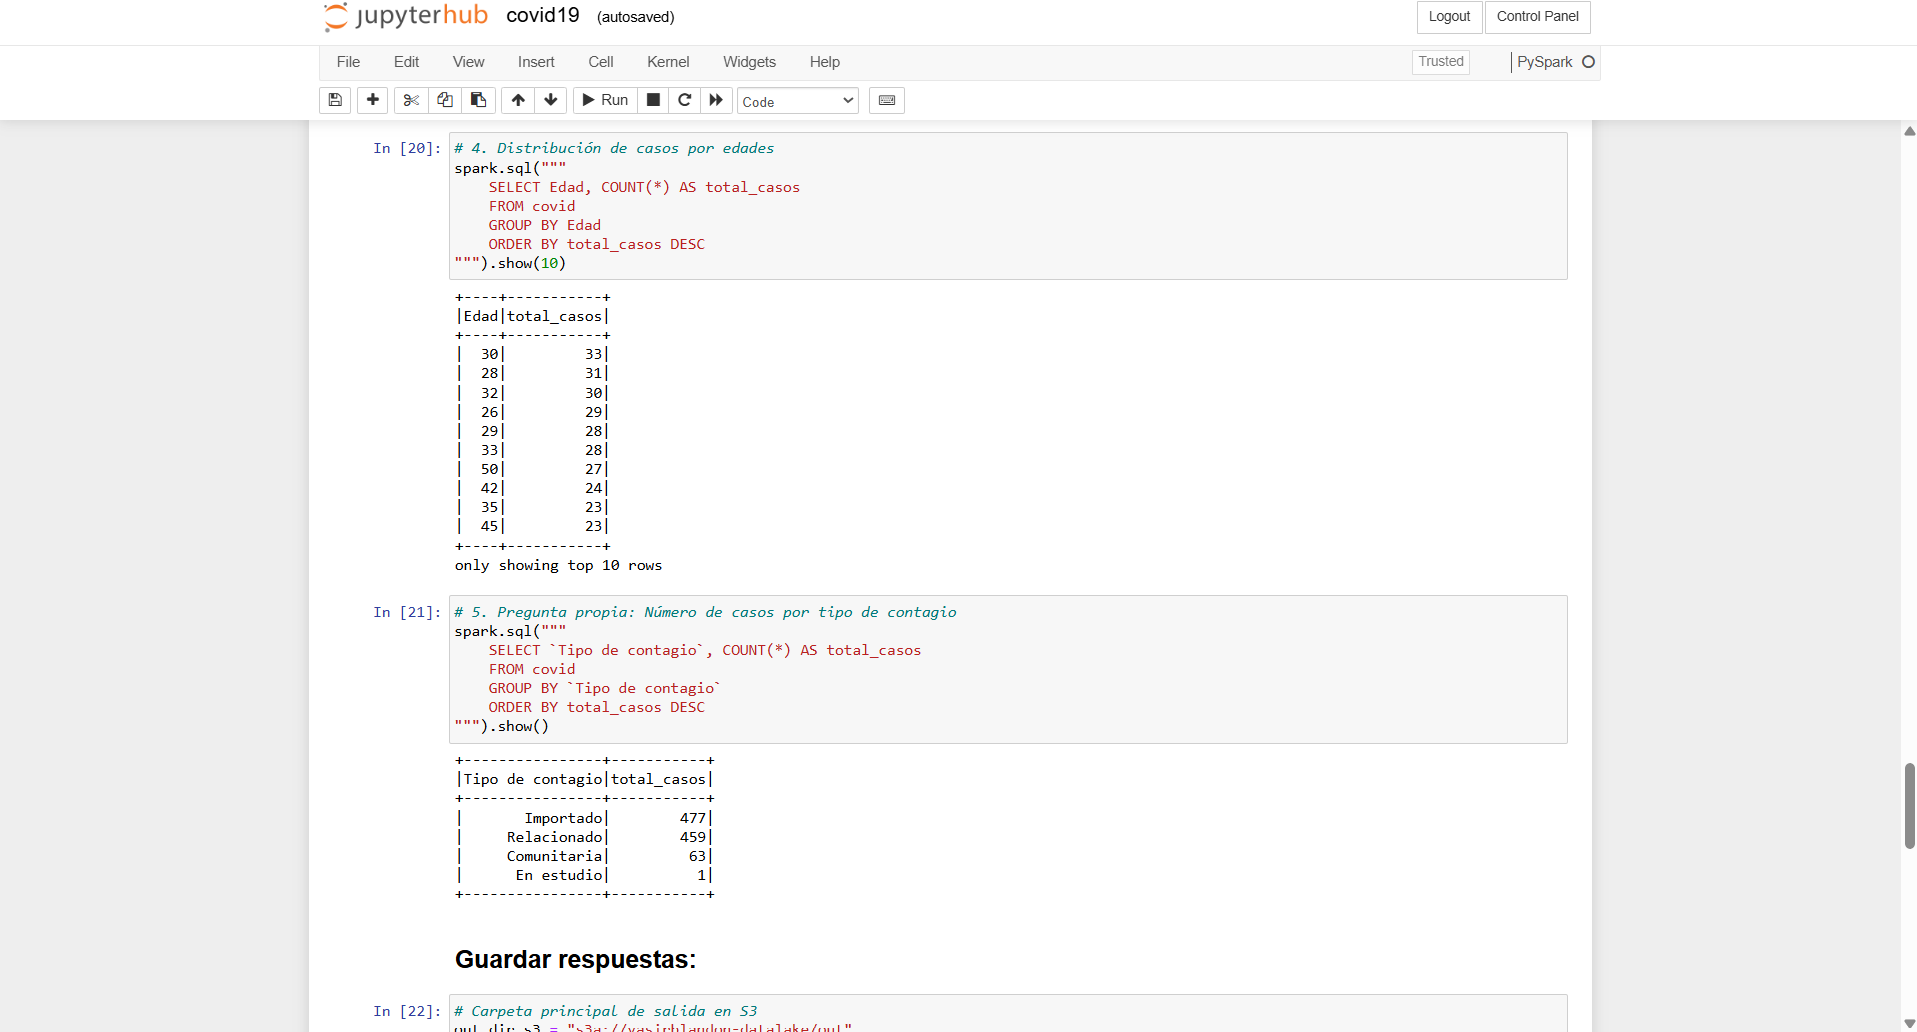 jupyterhub covid19 (autosaved) Logout Control Panel
File Edit View Insert Cell Kernel Widgets Help Trusted PySpark
Run Code
In [20]: # 4. Distribución de casos por edades
spark.sql("""
    SELECT Edad, COUNT(*) AS total_casos
    FROM covid
    GROUP BY Edad
    ORDER BY total_casos DESC
""").show(10)
+----+-----------+
|Edad|total_casos|
+----+-----------+
|  30|         33|
|  28|         31|
|  32|         30|
|  26|         29|
|  29|         28|
|  33|         28|
|  50|         27|
|  42|         24|
|  35|         23|
|  45|         23|
+----+-----------+
only showing top 10 rows
In [21]: # 5. Pregunta propia: Número de casos por tipo de contagio
spark.sql("""
    SELECT `Tipo de contagio`, COUNT(*) AS total_casos
    FROM covid
    GROUP BY `Tipo de contagio`
    ORDER BY total_casos DESC
""").show()
+----------------+-----------+
|Tipo de contagio|total_casos|
+----------------+-----------+
|       Importado|        477|
|     Relacionado|        459|
|     Comunitaria|         63|
|      En estudio|          1|
+----------------+-----------+
Guardar respuestas:
In [22]: # Carpeta principal de salida en S3
out_dir_s3 =